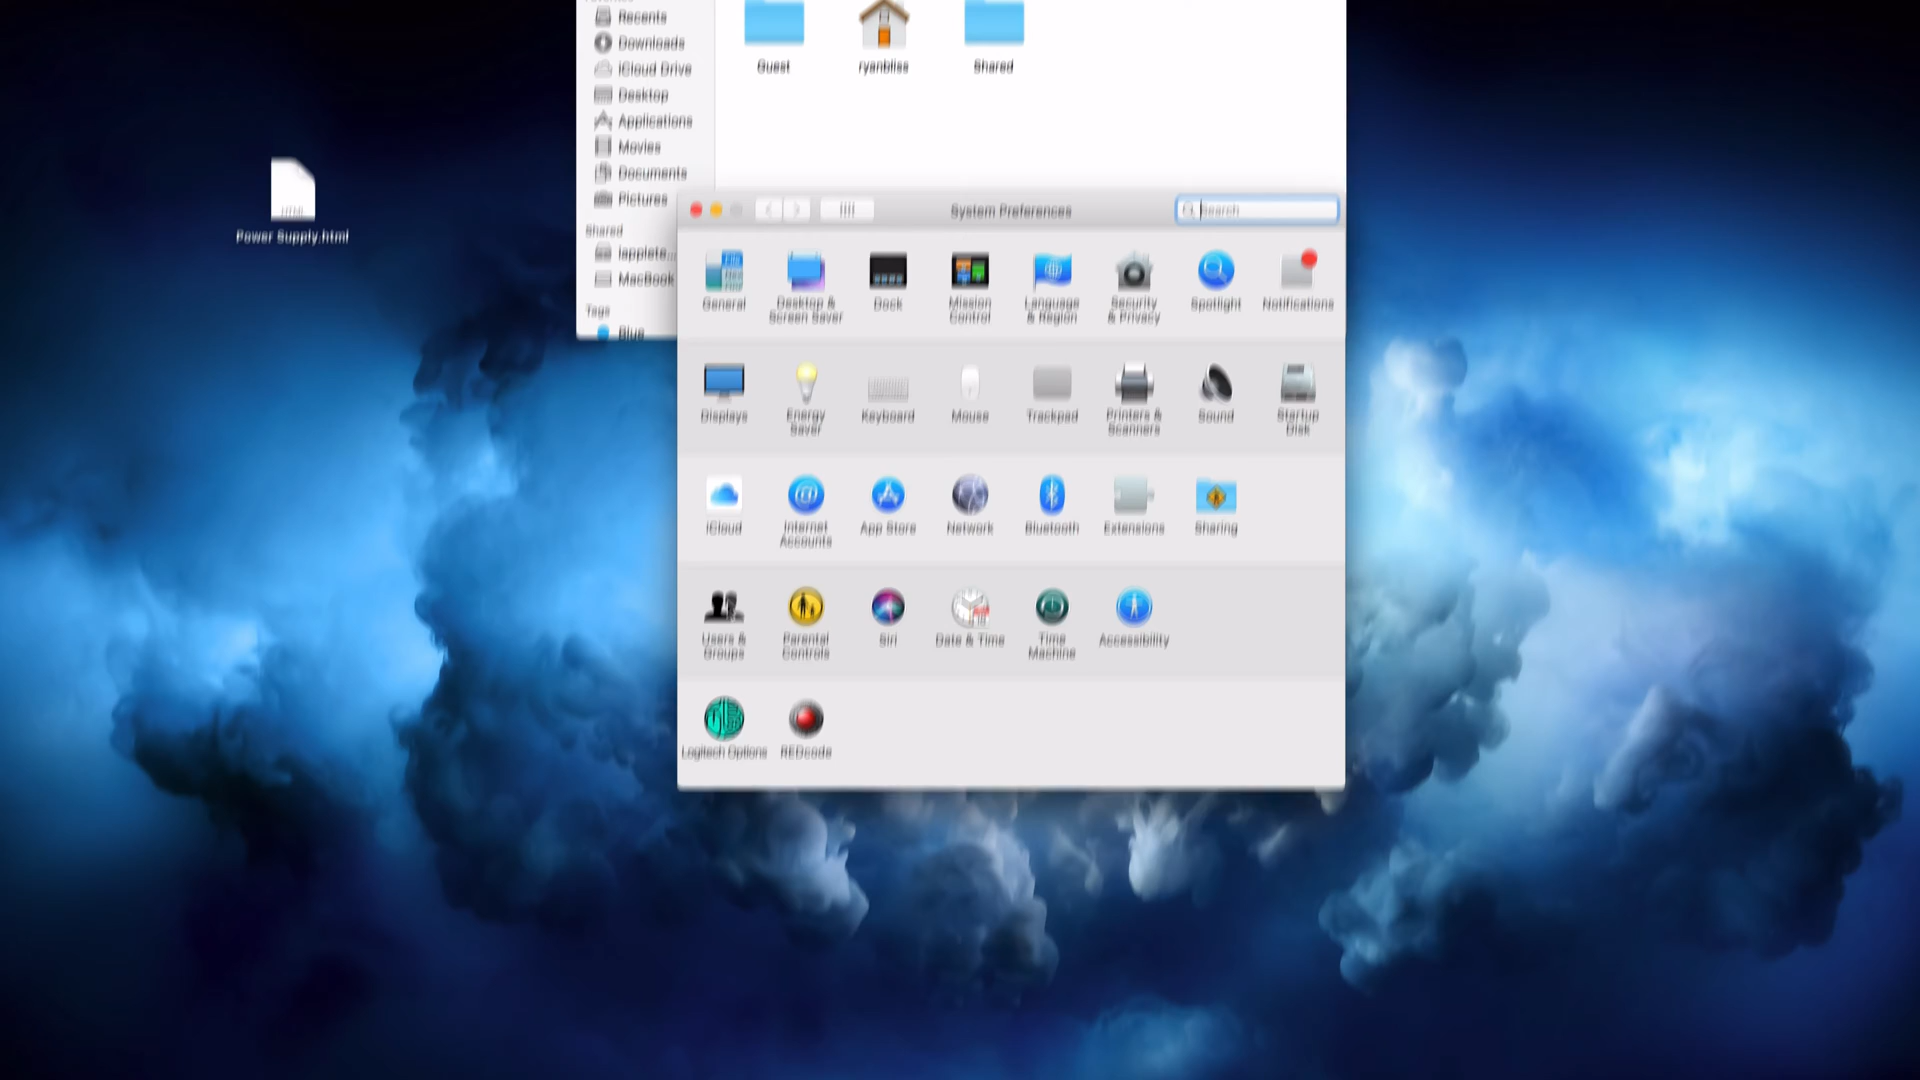 Recents
Downloads
iCloud Drive
Desktop
Applications
Movies
Documents
Pictures
Shared
iapplete...
MacBook
Tags
Blue
Guest
ryanbliss
Shared
HTML
Power Supply.html
System Preferences
Search
General
Desktop &
Screen Saver
Dock
Mission
Control
Language
& Region
Security
& Privacy
Spotlight
Notifications
Displays
Energy
Saver
Keyboard
Mouse
Trackpad
Printers &
Scanners
Sound
Startup
Disk
iCloud
Internet
Accounts
App Store
Network
Bluetooth
Extensions
Sharing
Users &
Groups
Parental
Controls
Siri
Date & Time
Time
Machine
Accessibility
Logitech Options
REDcode